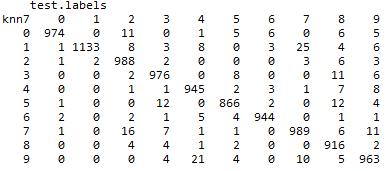 test.labels
knn7 0 1 2 3 4 5 6 7 8 9
0 974 0 11 0 1 5 6 0 6 5
1 1 1133 8 3 8 0 3 25 4 6
2 1 2 988 2 0 0 0 3 6 3
3 0 0 2 976 0 8 0 0 11 6
4 0 0 1 1 945 2 3 1 7 8
5 1 0 0 12 0 866 2 0 12 4
6 2 0 2 1 5 4 944 0 1 1
7 1 0 16 7 1 1 0 989 6 11
8 0 0 4 4 1 2 0 0 916 2
9 0 0 0 4 21 4 0 10 5 963